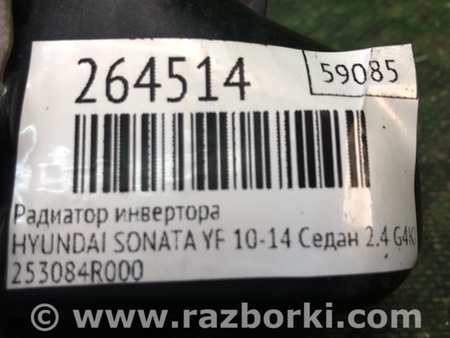 264514
59085
Радиатор инвертора
HYUNDAI SONATA YF 10-14 Седан 2.4 G4K
253084R000
www.razborki.com